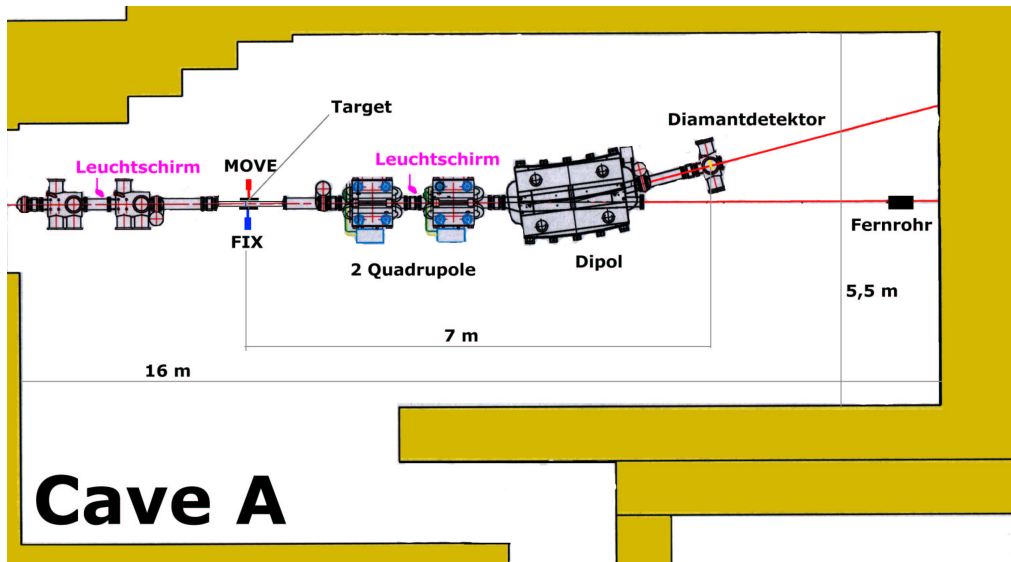 Target
Diamantdetektor
Leuchtschirm
MOVE
Leuchtschirm
FIX
Fernrohr
2 Quadrupole
Dipol
5,5 m
7 m
16 m
Cave A